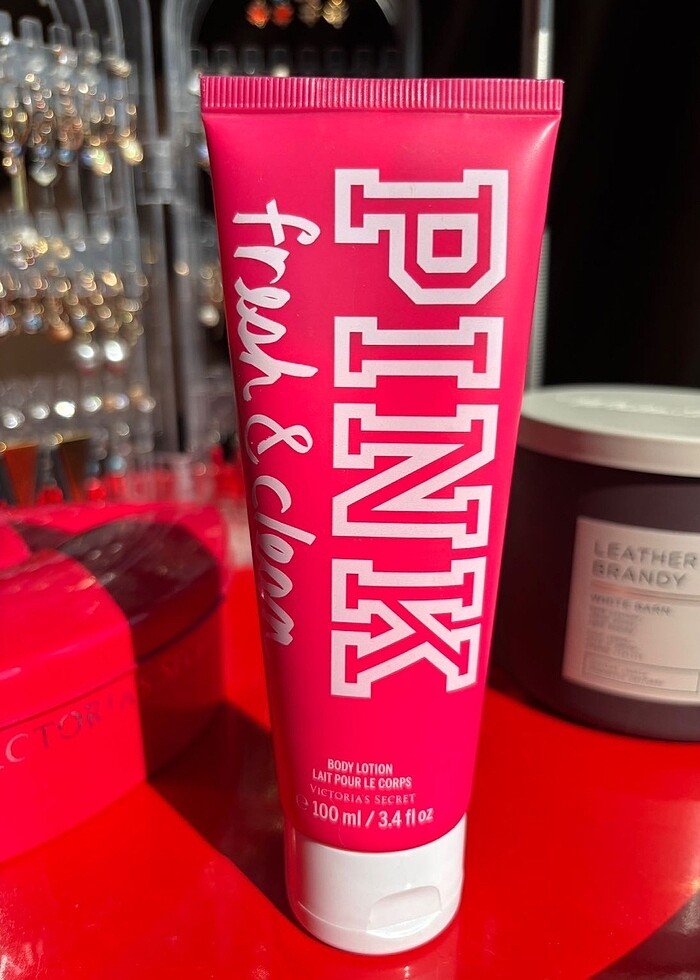 PINK
fresh & clean
BODY LOTION
LAIT POUR LE CORPS
VICTORIA'S SECRET
℮ 100 ml / 3.4 fl oz
LEATHER
BRANDY
WHITE BARN